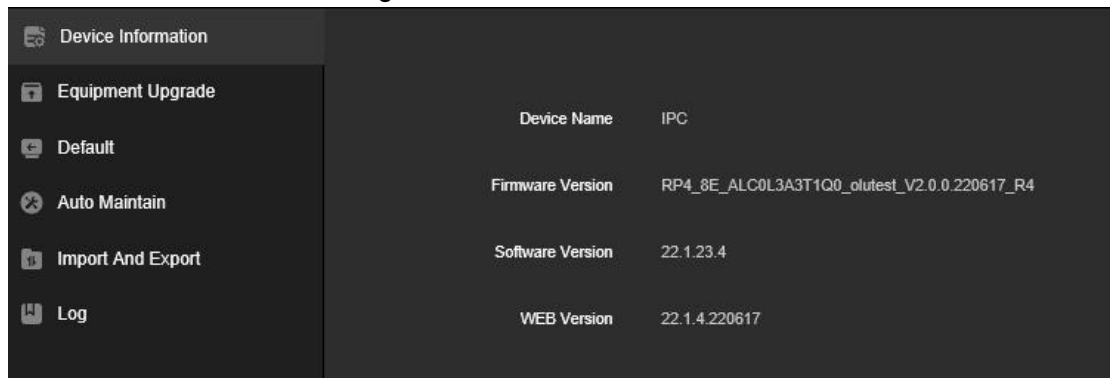 Device Information
Equipment Upgrade
Default
Auto Maintain
Import And Export
Log
Device Name IPC
Firmware Version RP4_8E_ALC0L3A3T1Q0_olutest_V2.0.0.220617_R4
Software Version 22.1.23.4
WEB Version 22.1.4.220617